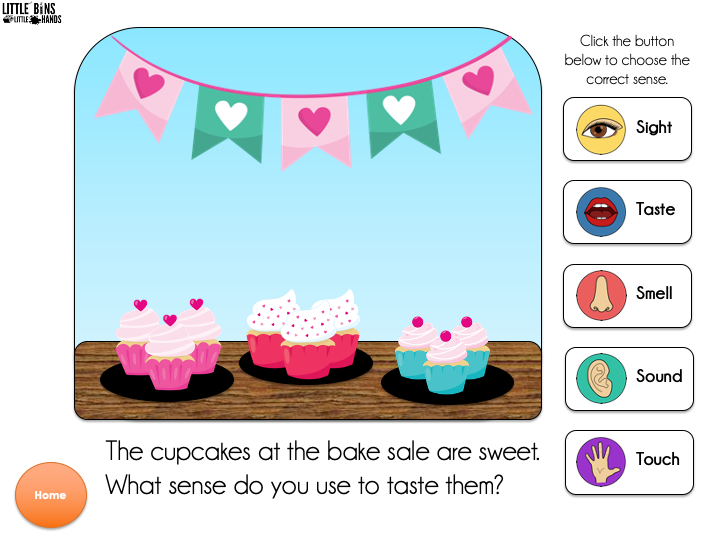 LITTLE BiNS
FOR LITTLE HANDS
Click the button
below to choose the
correct sense.
Sight
Taste
Smell
Sound
Touch
The cupcakes at the bake sale are sweet.
What sense do you use to taste them?
Home